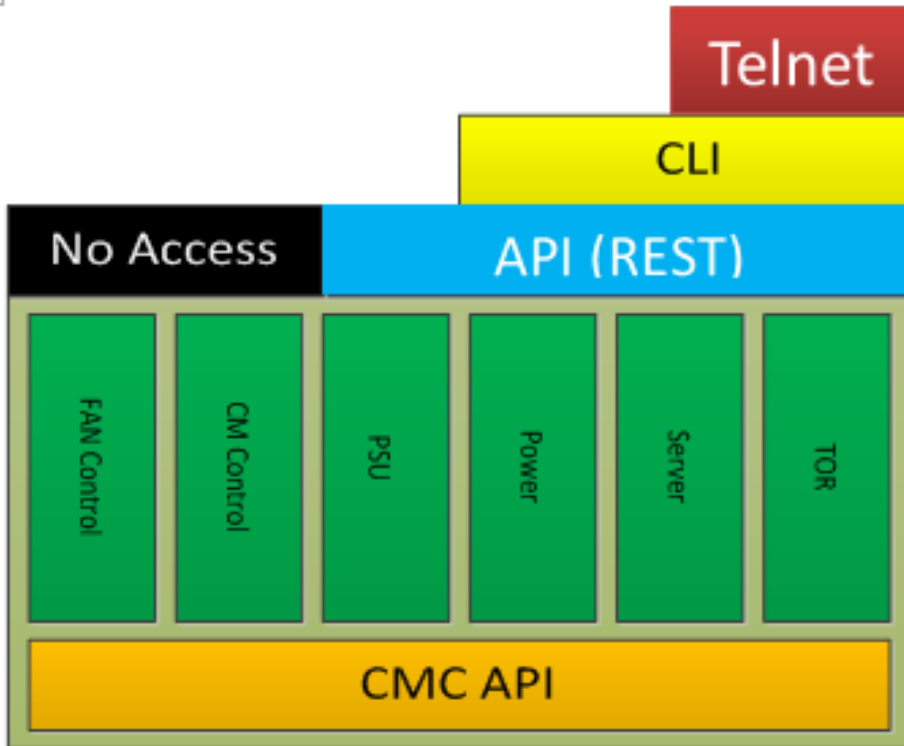 Telnet
CLI
No Access
API (REST)
FAN Control
CM Control
PSU
Power
Server
TOR
CMC API